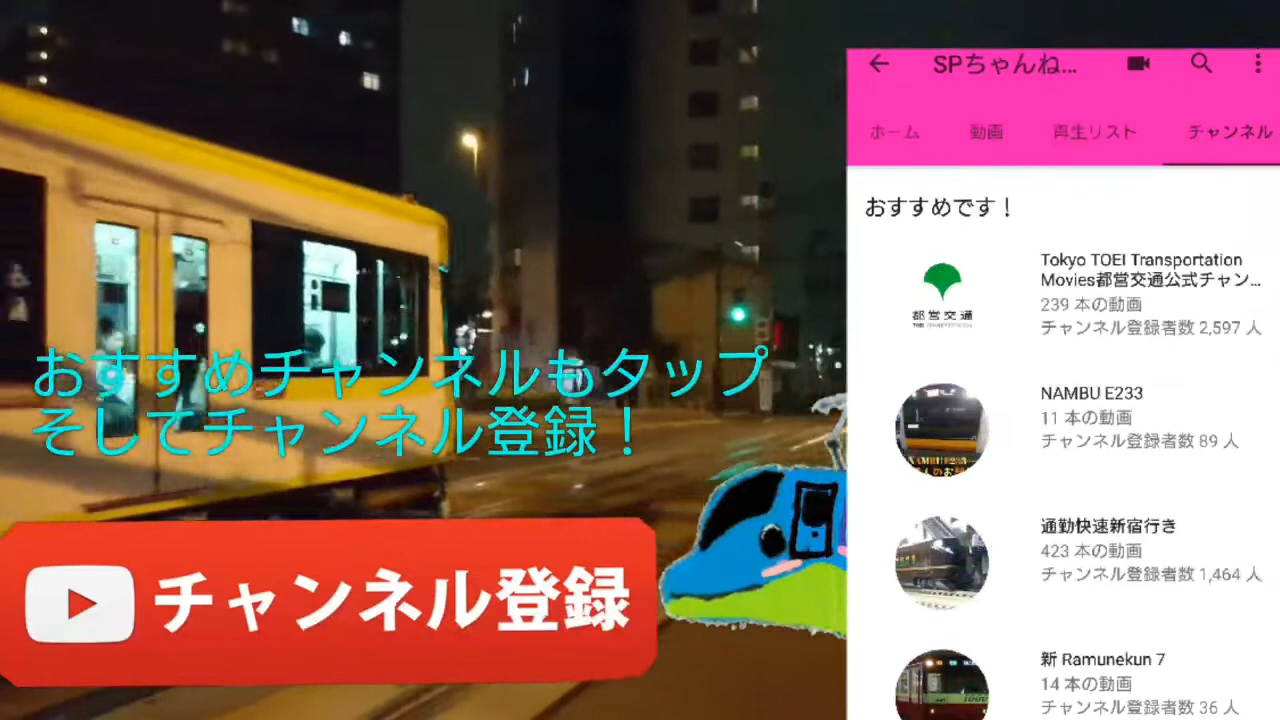 おすすめチャンネルもタップ
そしてチャンネル登録！
チャンネル登録
SPちゃんね...
ホーム
動画
再生リスト
チャンネル
おすすめです！
都営交通
Tokyo TOEI Transportation
Movies都営交通公式チャン...
239 本の動画
チャンネル登録者数 2,597 人
NAMBU E233
11 本の動画
チャンネル登録者数 89 人
通勤快速新宿行き
423 本の動画
チャンネル登録者数 1,464 人
新 Ramunekun 7
14 本の動画
チャンネル登録者数 36 人